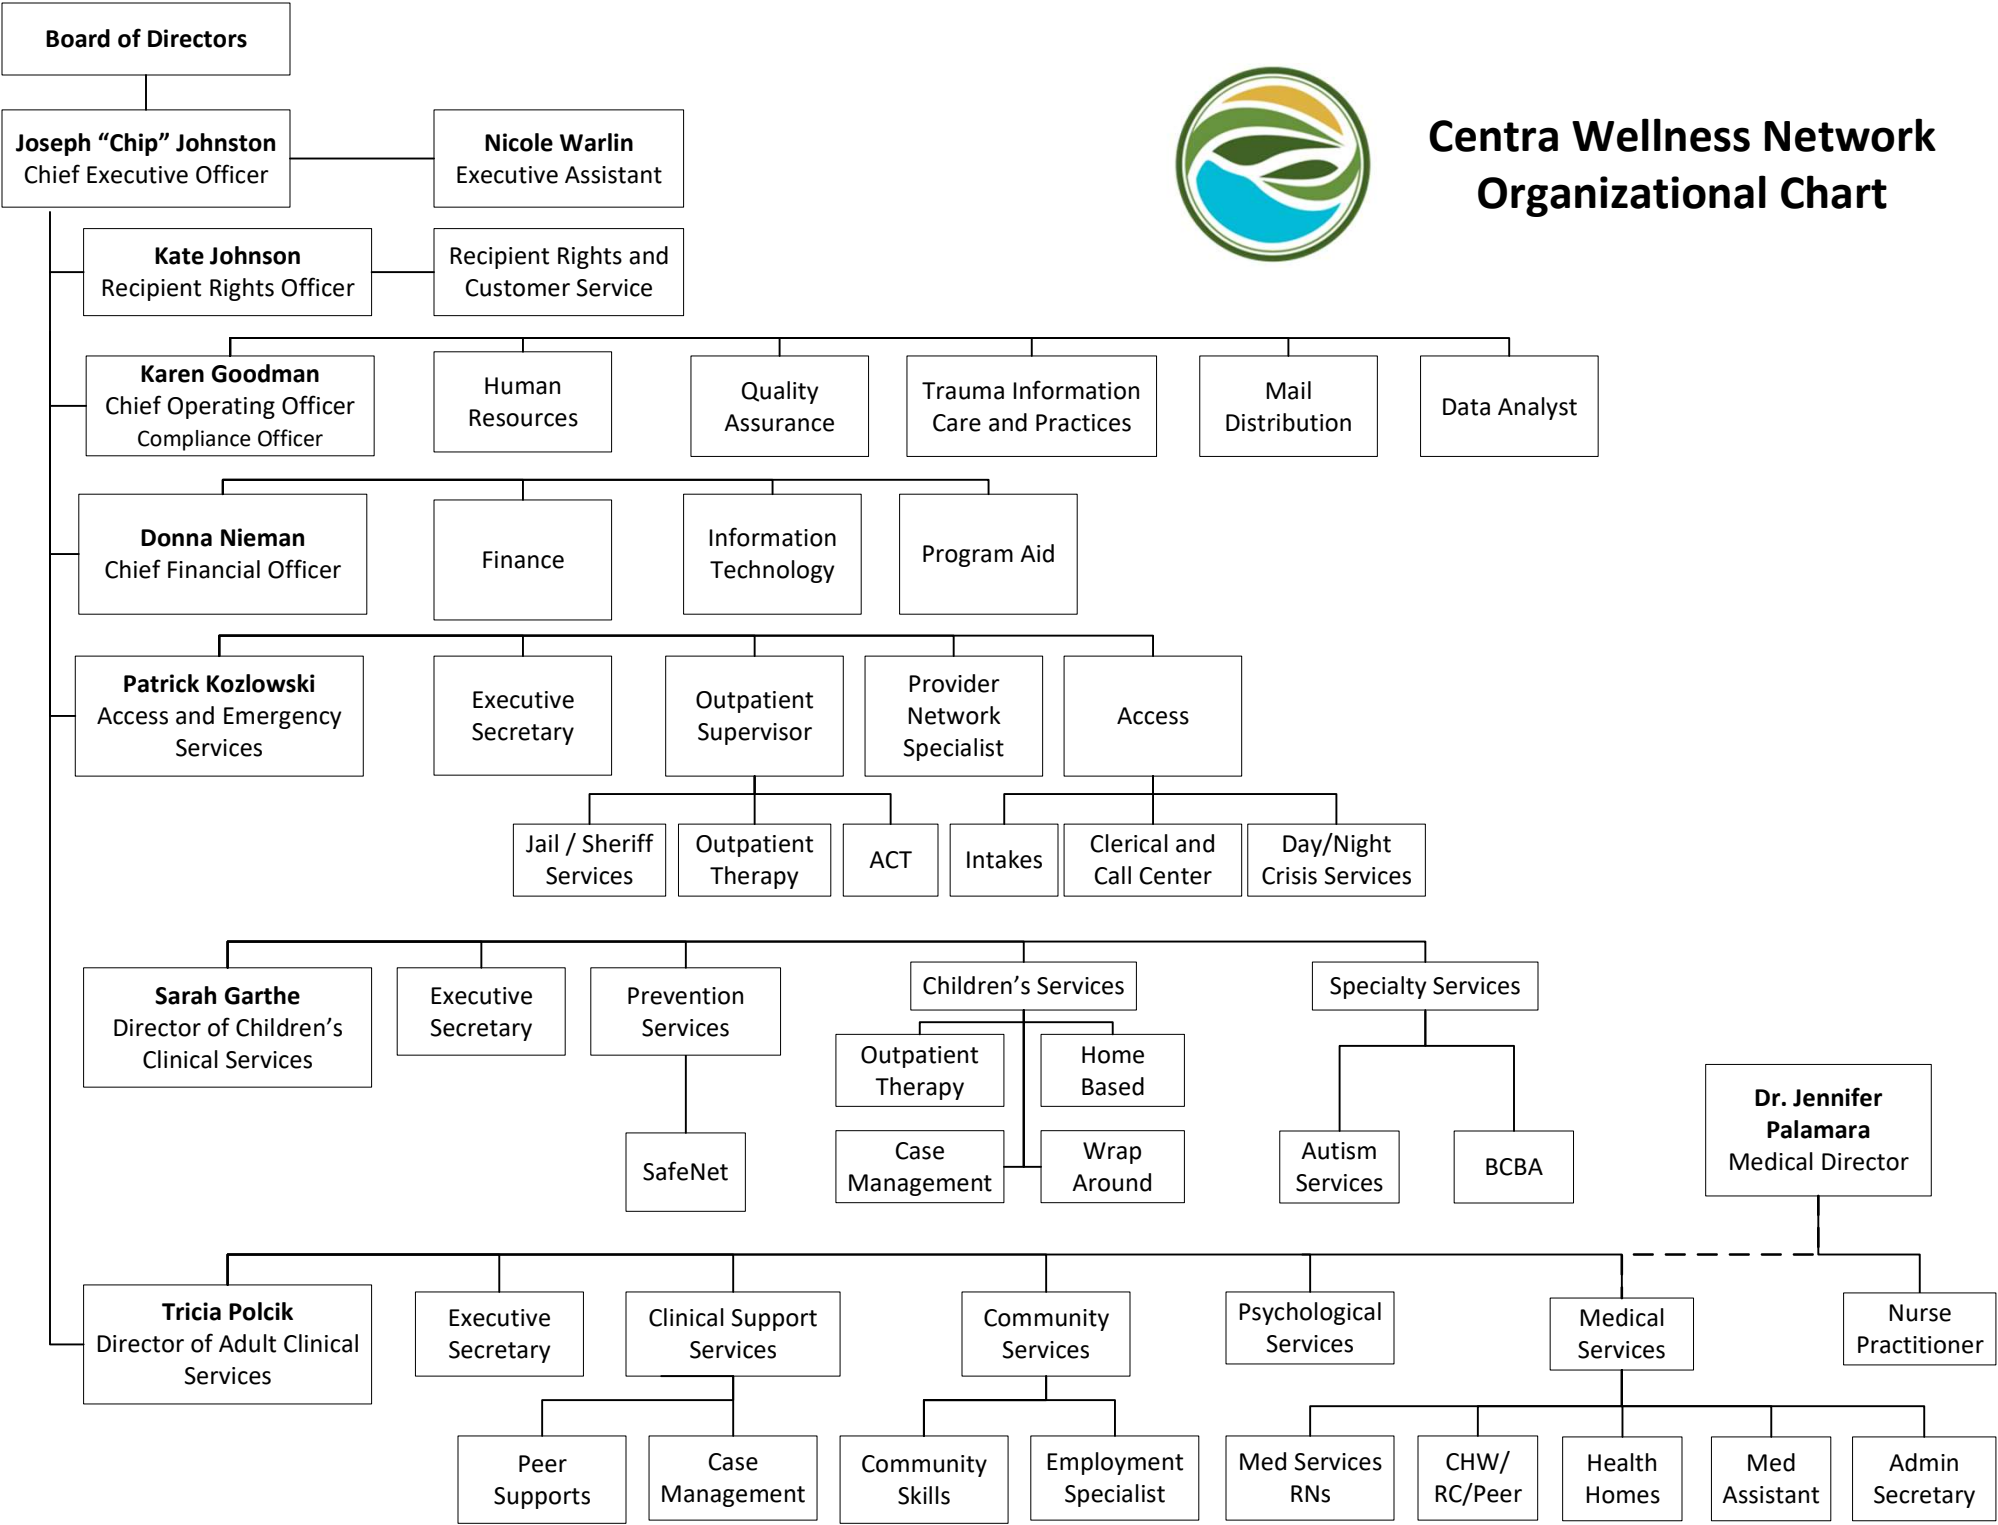 Board of Directors
Joseph “Chip” Johnston
Chief Executive Officer
Nicole Warlin
Executive Assistant
Centra Wellness Network
Organizational Chart
Kate Johnson
Recipient Rights Officer
Recipient Rights and
Customer Service
Karen Goodman
Chief Operating Officer
Compliance Officer
Human
Resources
Quality
Assurance
Trauma Information
Care and Practices
Mail
Distribution
Data Analyst
Donna Nieman
Chief Financial Officer
Finance
Information
Technology
Program Aid
Patrick Kozlowski
Access and Emergency
Services
Executive
Secretary
Outpatient
Supervisor
Provider
Network
Specialist
Access
Jail / Sheriff
Services
Outpatient
Therapy
ACT
Intakes
Clerical and
Call Center
Day/Night
Crisis Services
Sarah Garthe
Director of Children’s
Clinical Services
Executive
Secretary
Prevention
Services
Children’s Services
Specialty Services
Outpatient
Therapy
Home
Based
SafeNet
Case
Management
Wrap
Around
Autism
Services
BCBA
Dr. Jennifer
Palamara
Medical Director
Tricia Polcik
Director of Adult Clinical
Services
Executive
Secretary
Clinical Support
Services
Community
Services
Psychological
Services
Medical
Services
Nurse
Practitioner
Peer
Supports
Case
Management
Community
Skills
Employment
Specialist
Med Services
RNs
CHW/
RC/Peer
Health
Homes
Med
Assistant
Admin
Secretary